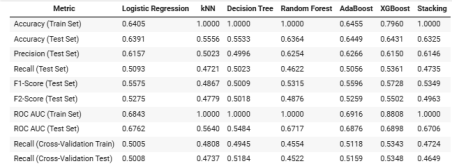 Metric Logistic Regression kNN Decision Tree Random Forest AdaBoost XGBoost Stacking
Accuracy (Train Set) 0.6405 1.0000 1.0000 1.0000 0.6455 0.7960 1.0000
Accuracy (Test Set) 0.6391 0.5556 0.5533 0.6364 0.6449 0.6431 0.6325
Precision (Test Set) 0.6157 0.5023 0.4996 0.6254 0.6266 0.6150 0.6146
Recall (Test Set) 0.5093 0.4721 0.5023 0.4622 0.5056 0.5361 0.4735
F1-Score (Test Set) 0.5575 0.4867 0.5009 0.5315 0.5596 0.5728 0.5349
F2-Score (Test Set) 0.5275 0.4779 0.5018 0.4876 0.5259 0.5502 0.4963
ROC AUC (Train Set) 0.6843 1.0000 1.0000 1.0000 0.6916 0.8808 1.0000
ROC AUC (Test Set) 0.6762 0.5640 0.5484 0.6717 0.6876 0.6898 0.6706
Recall (Cross-Validation Train) 0.5005 0.4808 0.4945 0.4554 0.5118 0.5343 0.4724
Recall (Cross-Validation Test) 0.5008 0.4737 0.5184 0.4522 0.5159 0.5348 0.4649